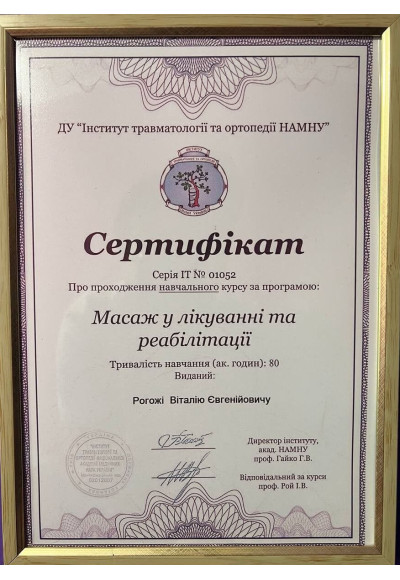 ДУ “Інститут травматології та ортопедії НАМНУ”
Сертифікат
Серія ІТ № 01052
Про проходження навчального курсу за програмою:
Масаж у лікуванні та
реабілітації
Тривалість навчання (ак. годин): 80
Виданий:
Рогожі Віталію Євгенійовичу
Директор інституту,
акад. НАМНУ
проф. Гайко Г.В.
Відповідальний за курси
проф. Рой І.В.